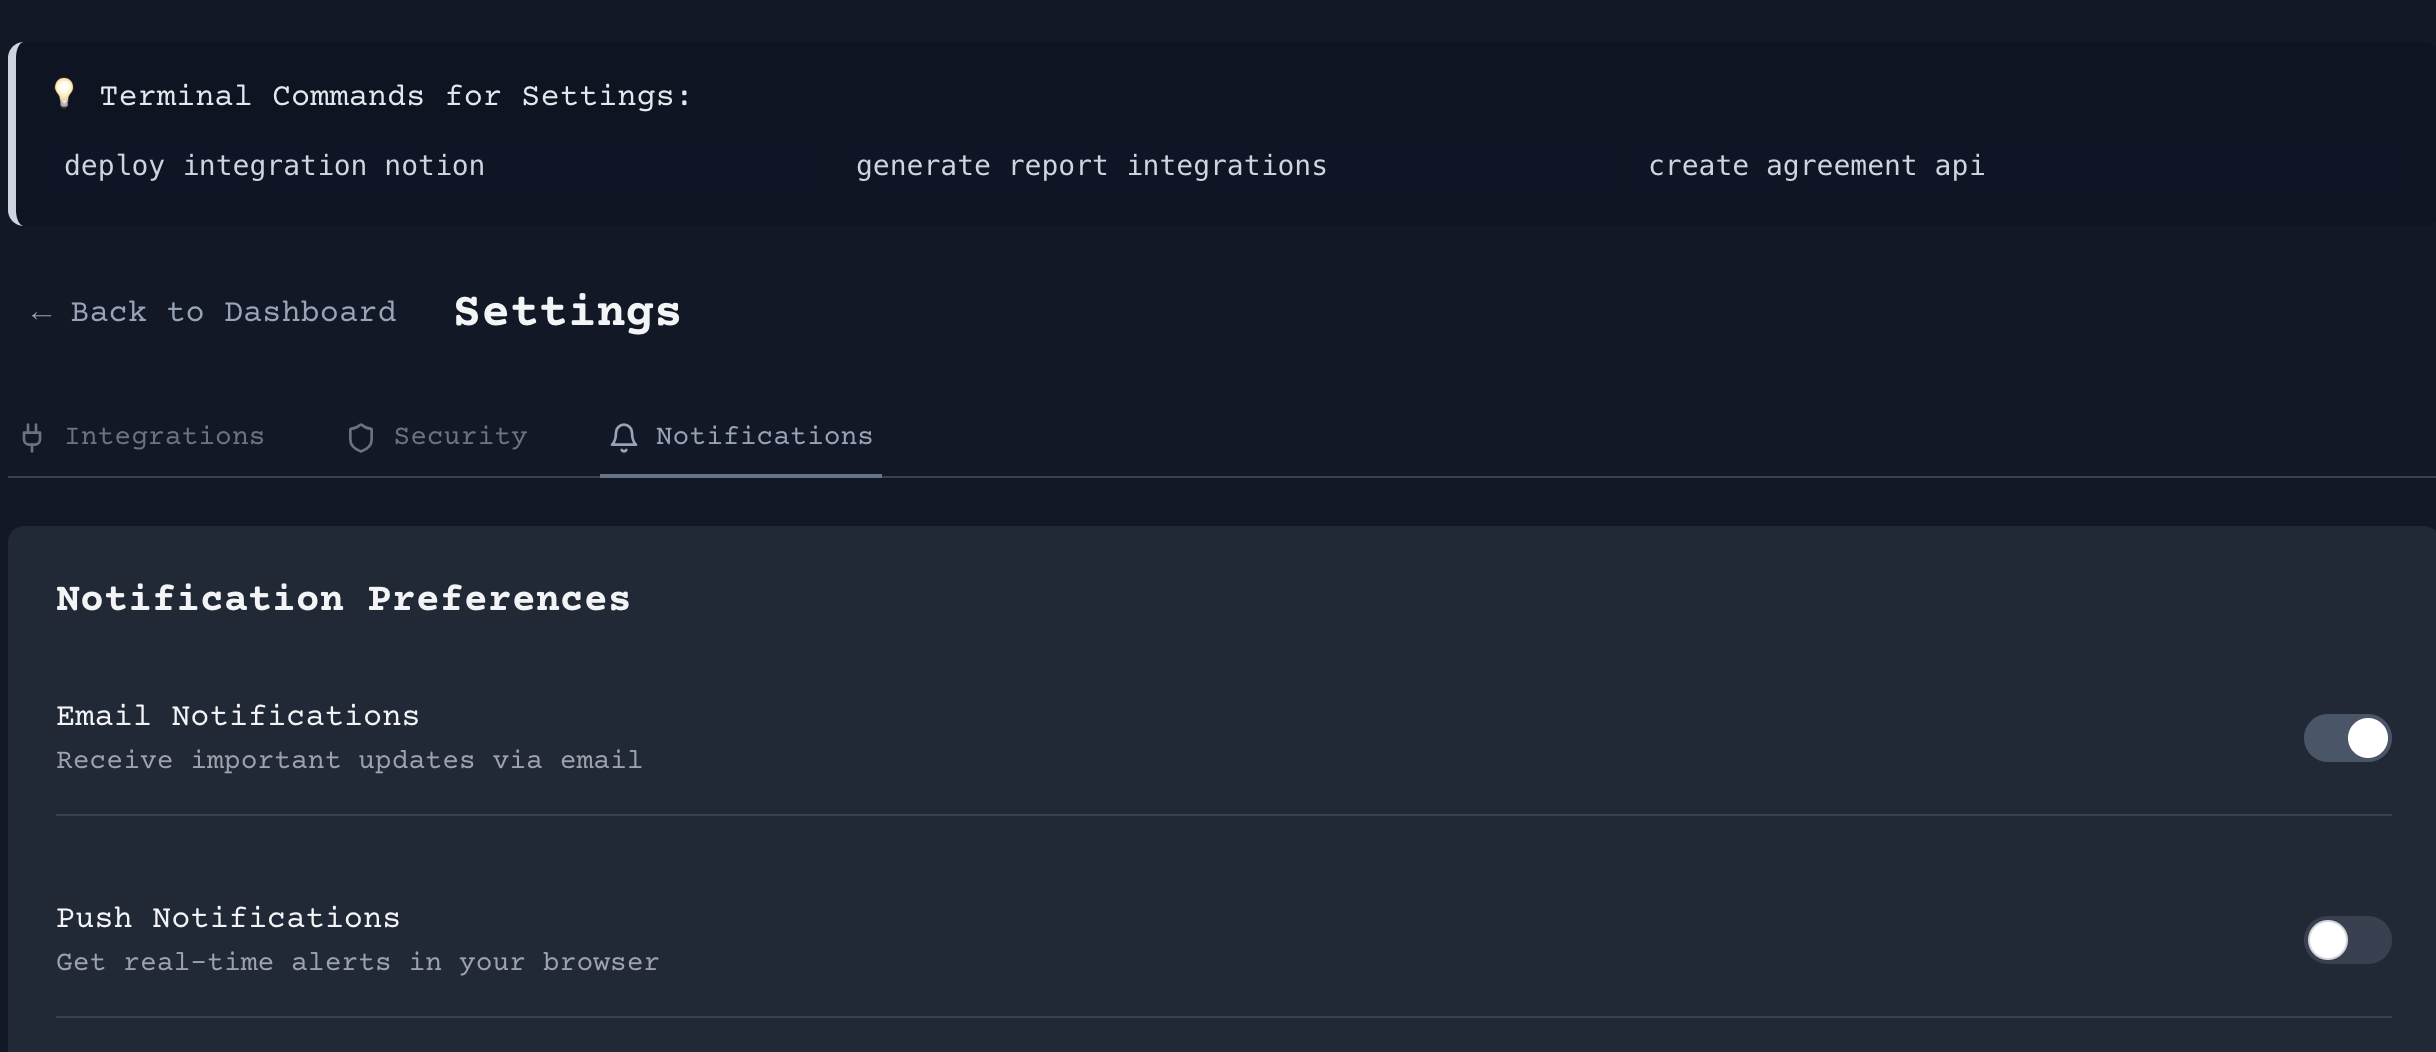 💡 Terminal Commands for Settings:
deploy integration notion generate report integrations create agreement api
← Back to Dashboard Settings
Integrations Security Notifications
Notification Preferences
Email Notifications
Receive important updates via email
Push Notifications
Get real-time alerts in your browser